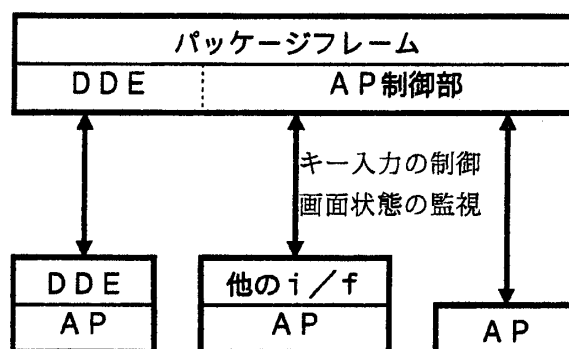 パッケージフレーム
DDE AP制御部
キー入力の制御
画面状態の監視
DDE 他のi/f
AP AP AP